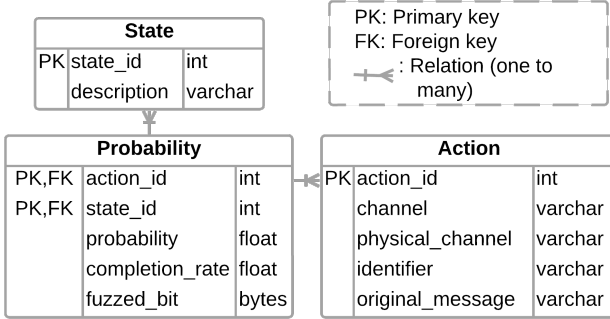 State
PK state_id int
description varchar
PK: Primary key
FK: Foreign key
: Relation (one to
many)
Probability
PK,FK action_id int
PK,FK state_id int
probability float
completion_rate float
fuzzed_bit bytes
Action
PK action_id int
channel varchar
physical_channel varchar
identifier varchar
original_message varchar